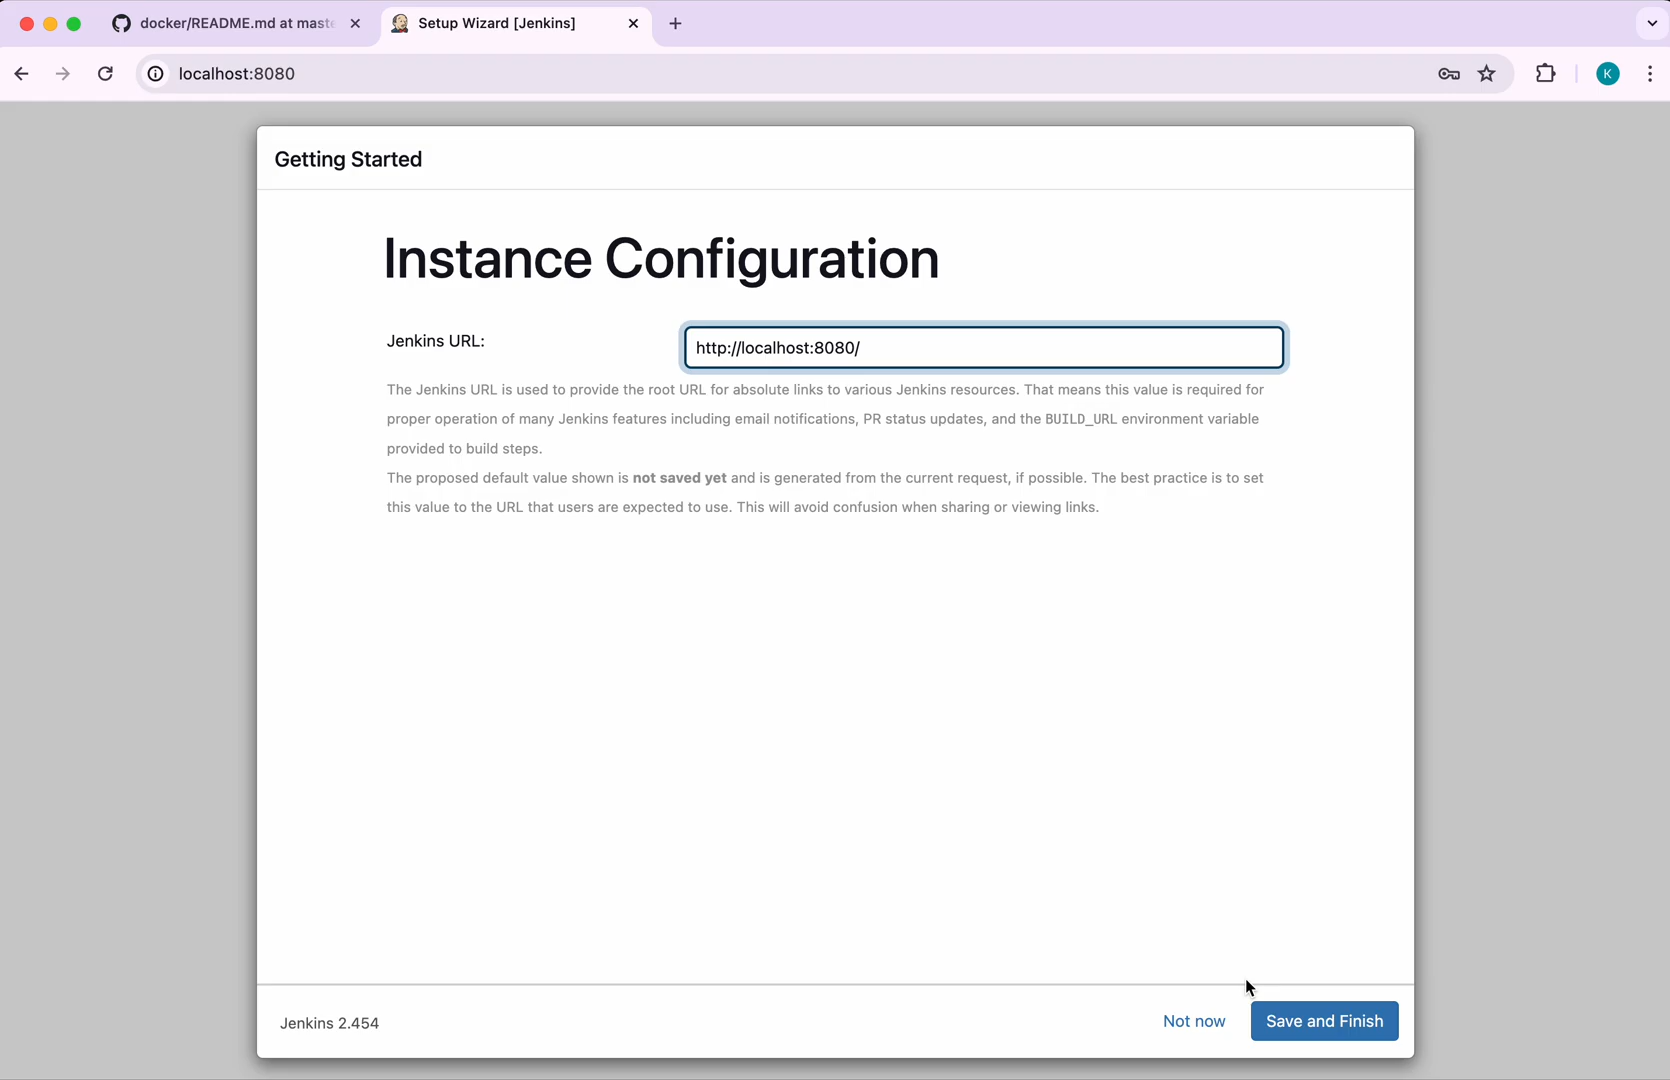 docker/README.md at mast
Setup Wizard [Jenkins]
localhost:8080
K
Getting Started
Instance Configuration
Jenkins URL:
http://localhost:8080/
The Jenkins URL is used to provide the root URL for absolute links to various Jenkins resources. That means this value is required for
proper operation of many Jenkins features including email notifications, PR status updates, and the BUILD_URL environment variable
provided to build steps.
The proposed default value shown is not saved yet and is generated from the current request, if possible. The best practice is to set
this value to the URL that users are expected to use. This will avoid confusion when sharing or viewing links.
Jenkins 2.454
Not now
Save and Finish